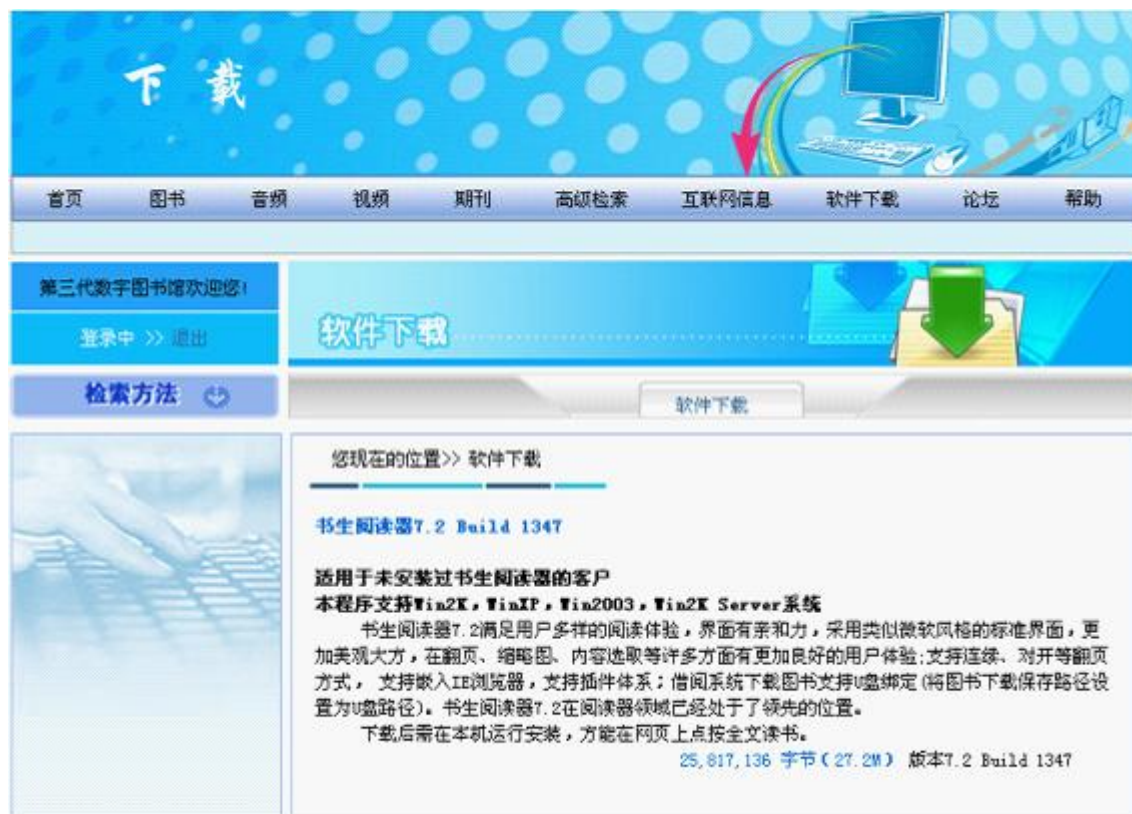 下载
首页 图书 音频 视频 期刊 高级检索 互联网信息 软件下载 论坛 帮助
第三代数字图书馆欢迎您!
登录中 >> 退出
软件下载
检索方法
软件下载
您现在的位置>> 软件下载
书生阅读器7.2 Build 1347
适用于未安装过书生阅读器的客户
本程序支持Win2K,WinXP,Win2003,Win2K Server系统
书生阅读器7.2满足用户多样的阅读体验,界面有亲和力,采用类似微软风格的标准界面,更
加美观大方,在翻页、缩略图、内容选取等许多方面有更加良好的用户体验;支持连续、对开等翻页
方式, 支持嵌入IE浏览器,支持插件体系;借阅系统下载图书支持U盘绑定(将图书下载保存路径设
置为U盘路径)。书生阅读器7.2在阅读器领域已经处于了领先的位置。
下载后需在本机运行安装,方能在网页上点按全文读书。
25,817,136 字节(27.2M) 版本7.2 Build 1347